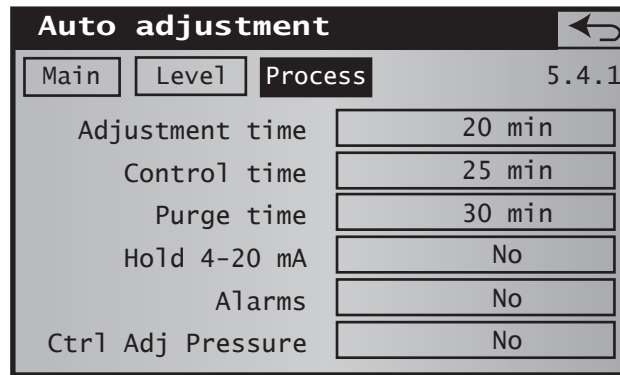 Auto adjustment
Main Level Process 5.4.1
Adjustment time 20 min
Control time 25 min
Purge time 30 min
Hold 4-20 mA No
Alarms No
Ctrl Adj Pressure No